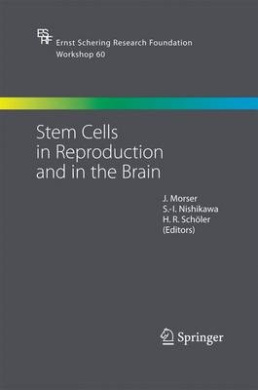 ESRF
Ernst Schering Research Foundation
Workshop 60
Stem Cells
in Reproduction
and in the Brain
J. Morser
S.-I. Nishikawa
H. R. Schöler
(Editors)
Springer